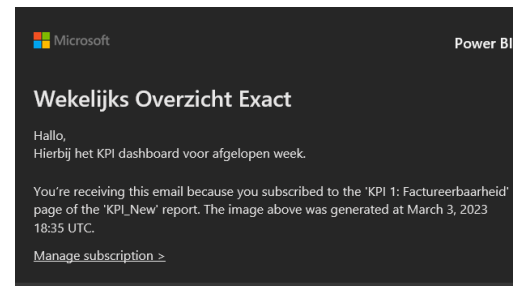 Microsoft
Power BI
Wekelijks Overzicht Exact
Hallo,
Hierbij het KPI dashboard voor afgelopen week.
You're receiving this email because you subscribed to the 'KPI 1: Factureerbaarheid'
page of the 'KPI_New' report. The image above was generated at March 3, 2023
18:35 UTC.
Manage subscription >